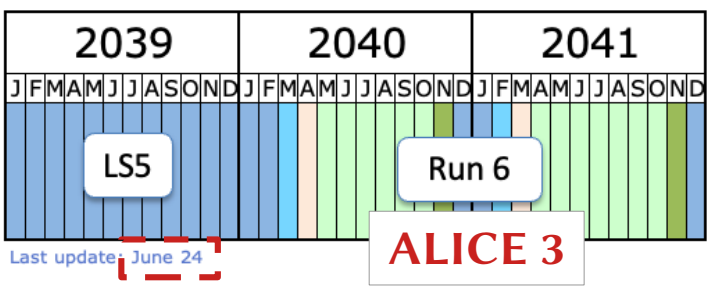 2039 2040 2041
J F M A M J J A S O N D J F M A M J J A S O N D J F M A M J J A S O N D
LS5 Run 6
ALICE 3
Last update: June 24